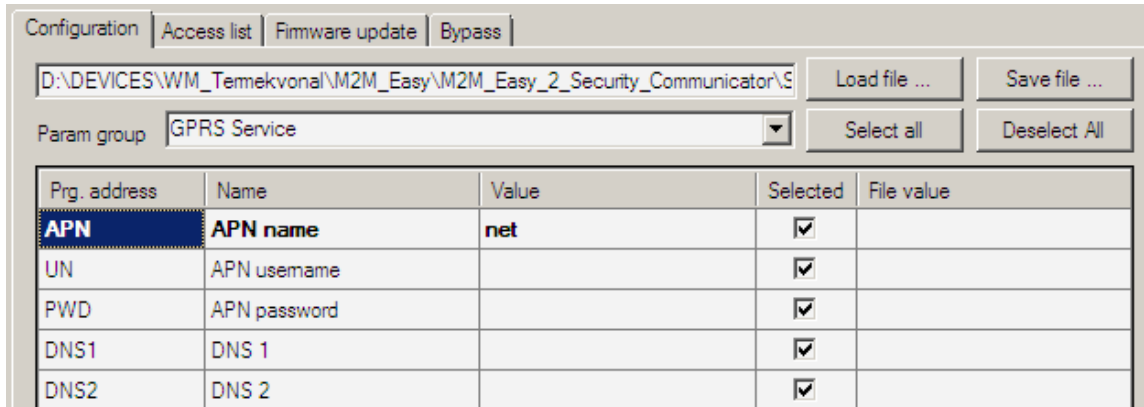 Configuration Access list Firmware update Bypass
D:\DEVICES\WM_Termekvonal\M2M_Easy\M2M_Easy_2_Security_Communicator\S Load file ... Save file ...
Param group GPRS Service Select all Deselect All
Prg. address Name Value Selected File value
APN APN name net
UN APN username
PWD APN password
DNS1 DNS 1
DNS2 DNS 2